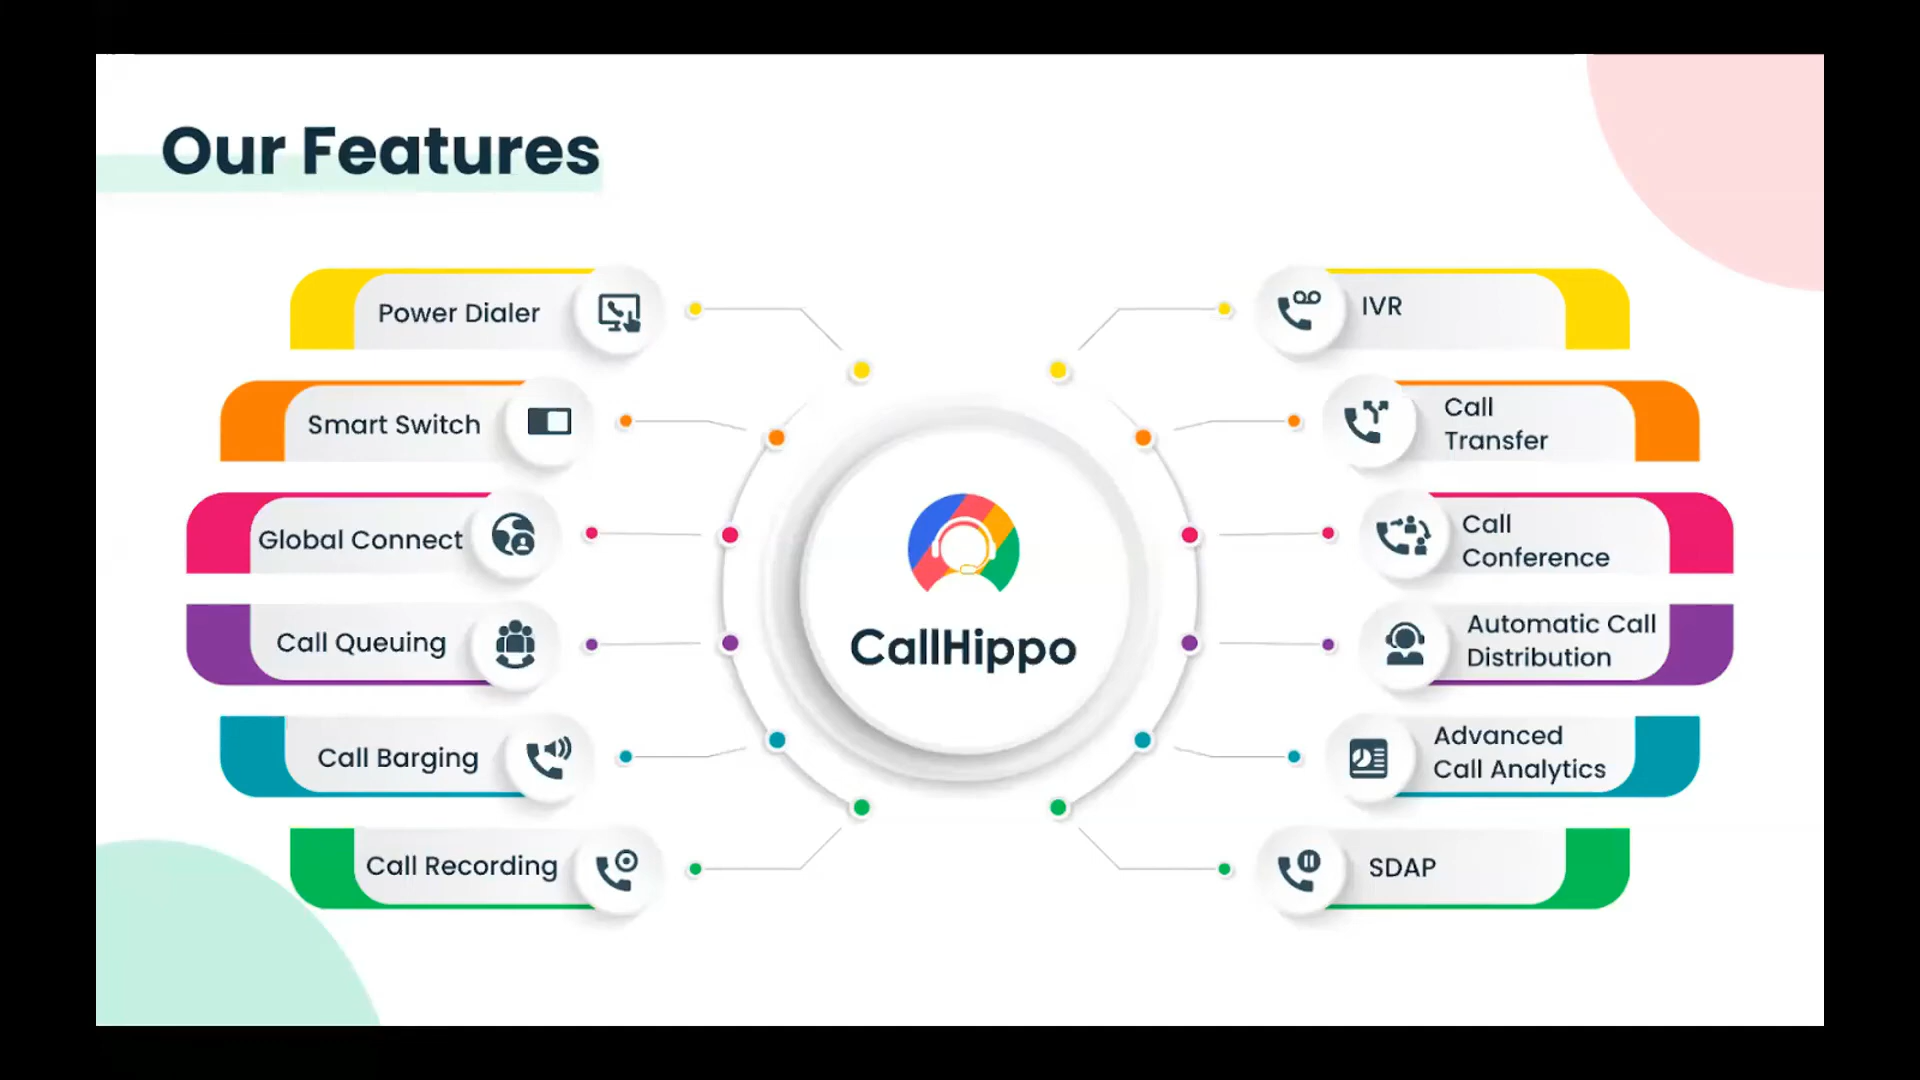 Our Features
Power Dialer
Smart Switch
Global Connect
Call Queuing
Call Barging
Call Recording
CallHippo
IVR
Call
Transfer
Call
Conference
Automatic Call
Distribution
Advanced
Call Analytics
SDAP